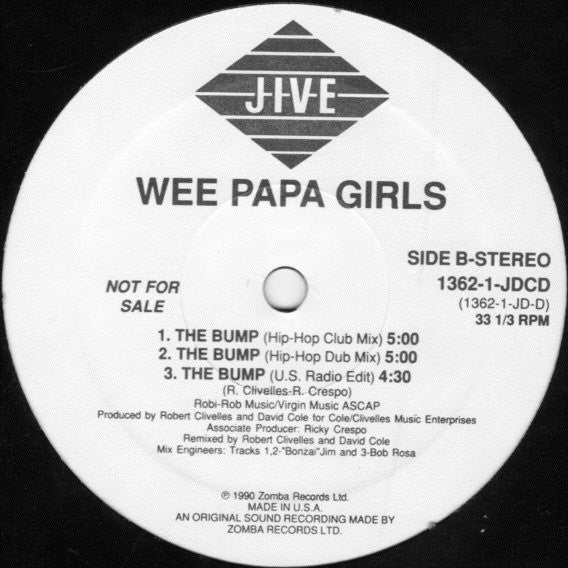 JIVE
WEE PAPA GIRLS
SIDE B-STEREO
NOT FOR
SALE
1362-1-JDCD
(1362-1-JD-D)
33 1/3 RPM
1. THE BUMP (Hip-Hop Club Mix) 5:00
2. THE BUMP (Hip-Hop Dub Mix) 5:00
3. THE BUMP (U.S. Radio Edit) 4:30
(R. Clivelles-R. Crespo)
Robi-Rob Music/Virgin Music ASCAP
Produced by Robert Clivelles and David Cole for Cole/Clivelles Music Enterprises
Associate Producer: Ricky Crespo
Remixed by Robert Clivelles and David Cole
Mix Engineers: Tracks 1,2-"Bonzai"Jim and 3-Bob Rosa
℗ 1990 Zomba Records Ltd.
MADE IN U.S.A.
AN ORIGINAL SOUND RECORDING MADE BY
ZOMBA RECORDS LTD.